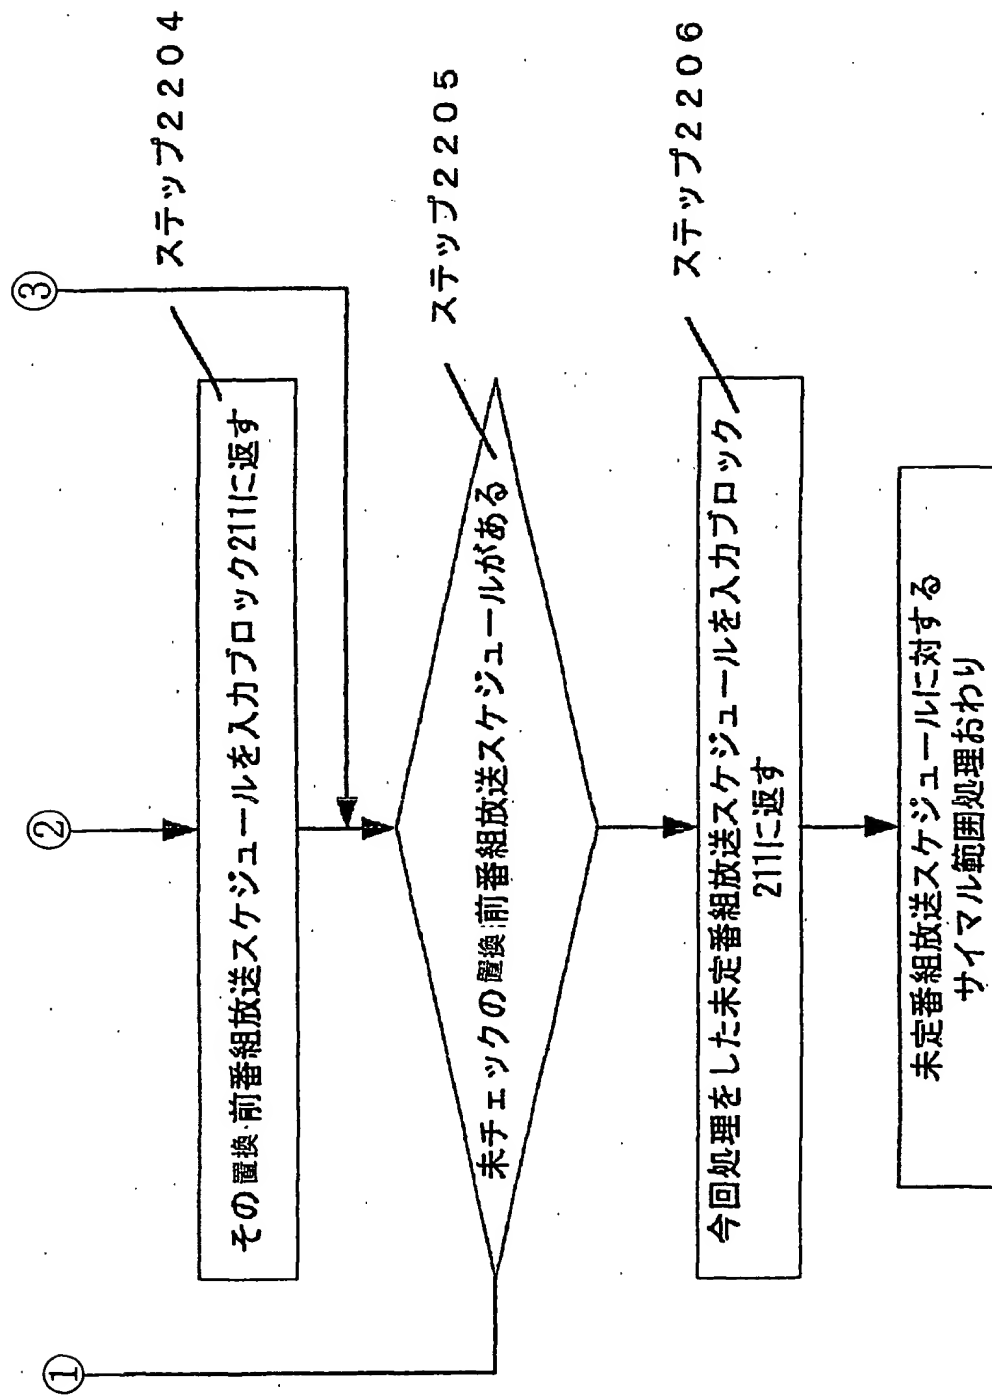 ①
②
③
ステップ2204
その置換前番組放送スケジュールを入力ブロック211に返す
ステップ2205
未チェックの置換前番組放送スケジュールがある
ステップ2206
今回処理をした未定番組放送スケジュールを入力ブロック
211に返す
未定番組放送スケジュールに対する
サイマル範囲処理おわり